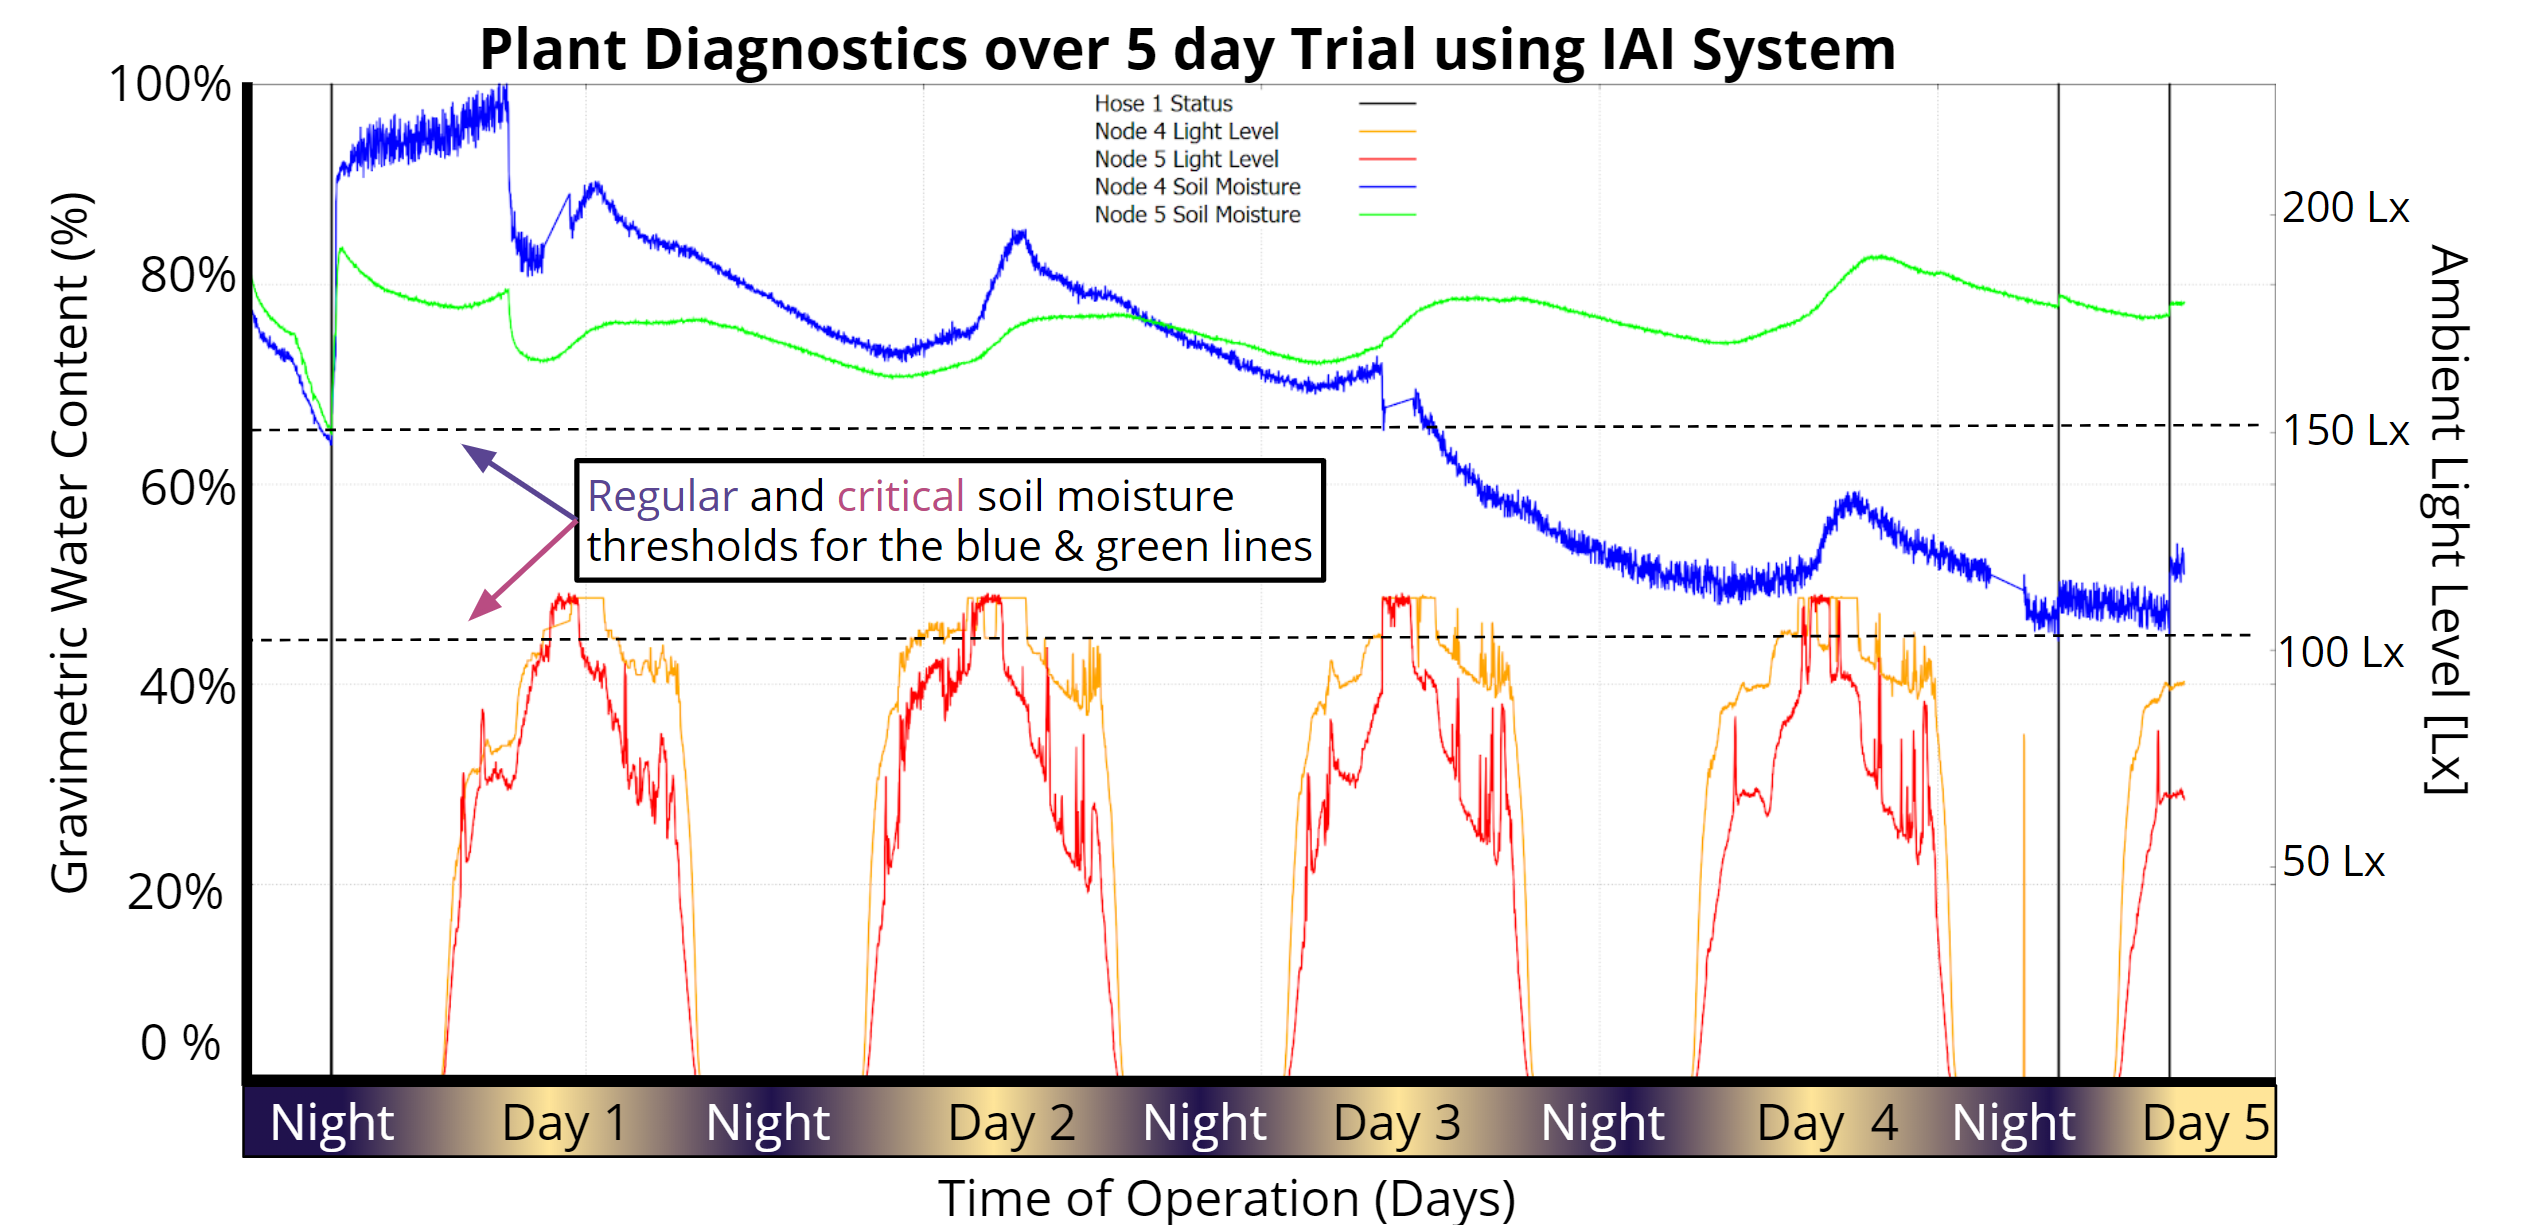 Plant Diagnostics over 5 day Trial using IAI System
100%
80%
60%
40%
20%
0 %
Gravimetric Water Content (%)
Hose 1 Status
Node 4 Light Level
Node 5 Light Level
Node 4 Soil Moisture
Node 5 Soil Moisture
Regular and critical soil moisture
thresholds for the blue & green lines
200 Lx
150 Lx
100 Lx
50 Lx
Ambient Light Level [Lx]
Night Day 1 Night Day 2 Night Day 3 Night Day  4 Night Day 5
Time of Operation (Days)